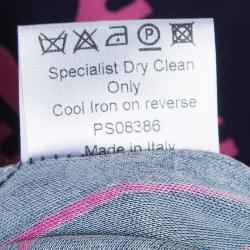 Specialist Dry Clean
Only
Cool Iron on reverse
PS08386
Made in Italy